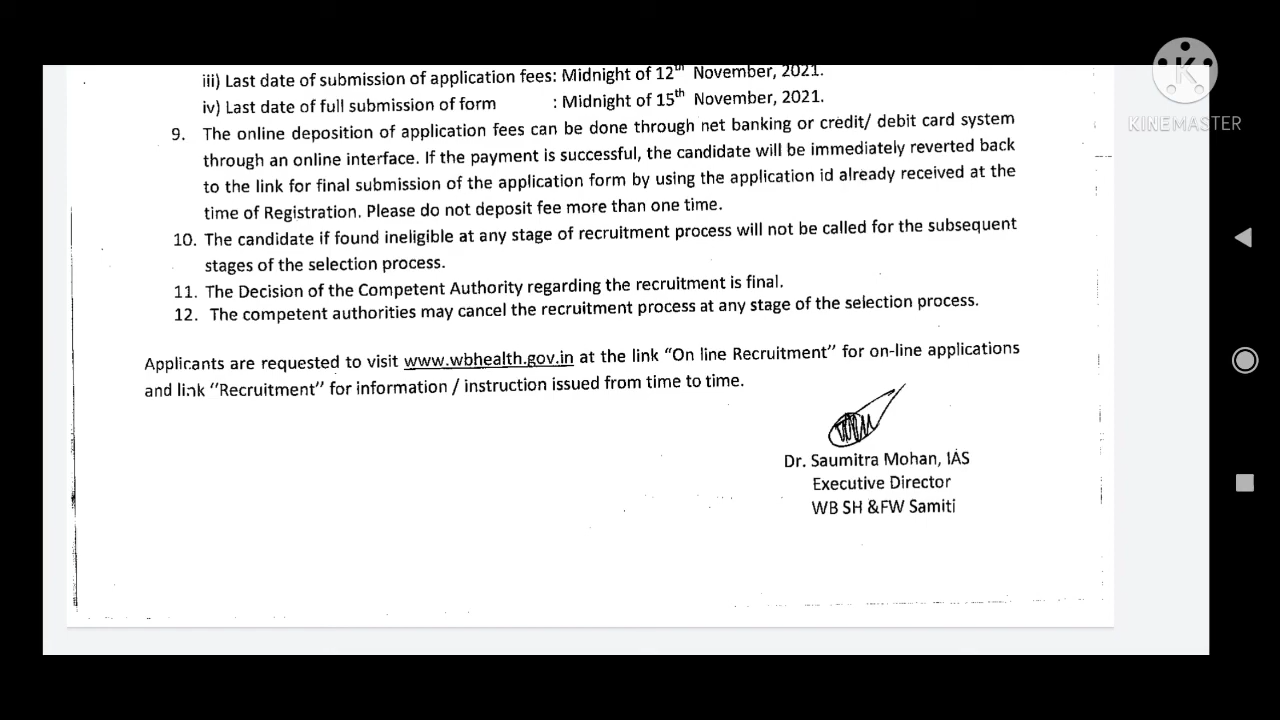 iii) Last date of submission of application fees: Midnight of 12th November, 2021.
iv) Last date of full submission of form : Midnight of 15th November, 2021.
9. The online deposition of application fees can be done through net banking or credit/ debit card system
through an online interface. If the payment is successful, the candidate will be immediately reverted back
to the link for final submission of the application form by using the application id already received at the
time of Registration. Please do not deposit fee more than one time.
10. The candidate if found ineligible at any stage of recruitment process will not be called for the subsequent
stages of the selection process.
11. The Decision of the Competent Authority regarding the recruitment is final.
12. The competent authorities may cancel the recruitment process at any stage of the selection process.
Applicants are requested to visit www.wbhealth.gov.in at the link "On line Recruitment" for on-line applications
and link "Recruitment" for information / instruction issued from time to time.
Dr. Saumitra Mohan, IAS
Executive Director
WB SH &FW Samiti
K
KINEMASTER